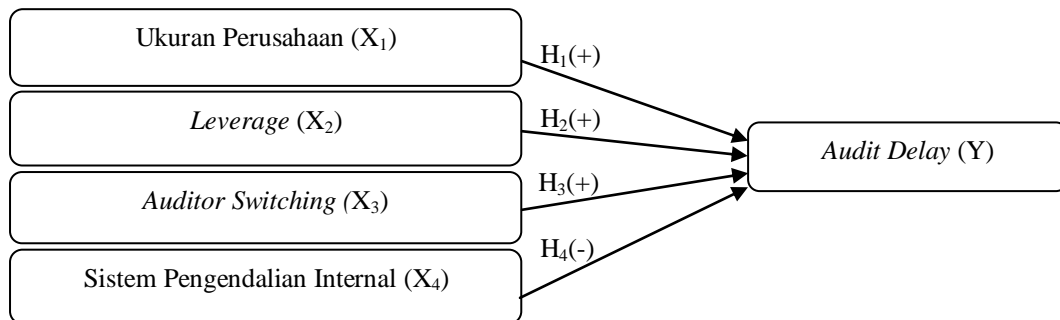 Ukuran Perusahaan (X₁)
H₁(+)
Leverage (X₂)
H₂(+)
Audit Delay (Y)
Auditor Switching (X₃)
H₃(+)
H₄(-)
Sistem Pengendalian Internal (X₄)